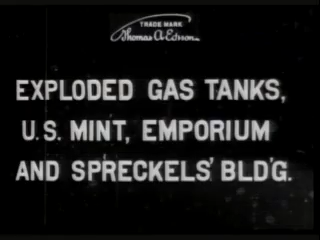 TRADE MARK
Thomas A. Edison
EXPLODED GAS TANKS,
U.S. MINT, EMPORIUM
AND SPRECKELS' BLD'G.